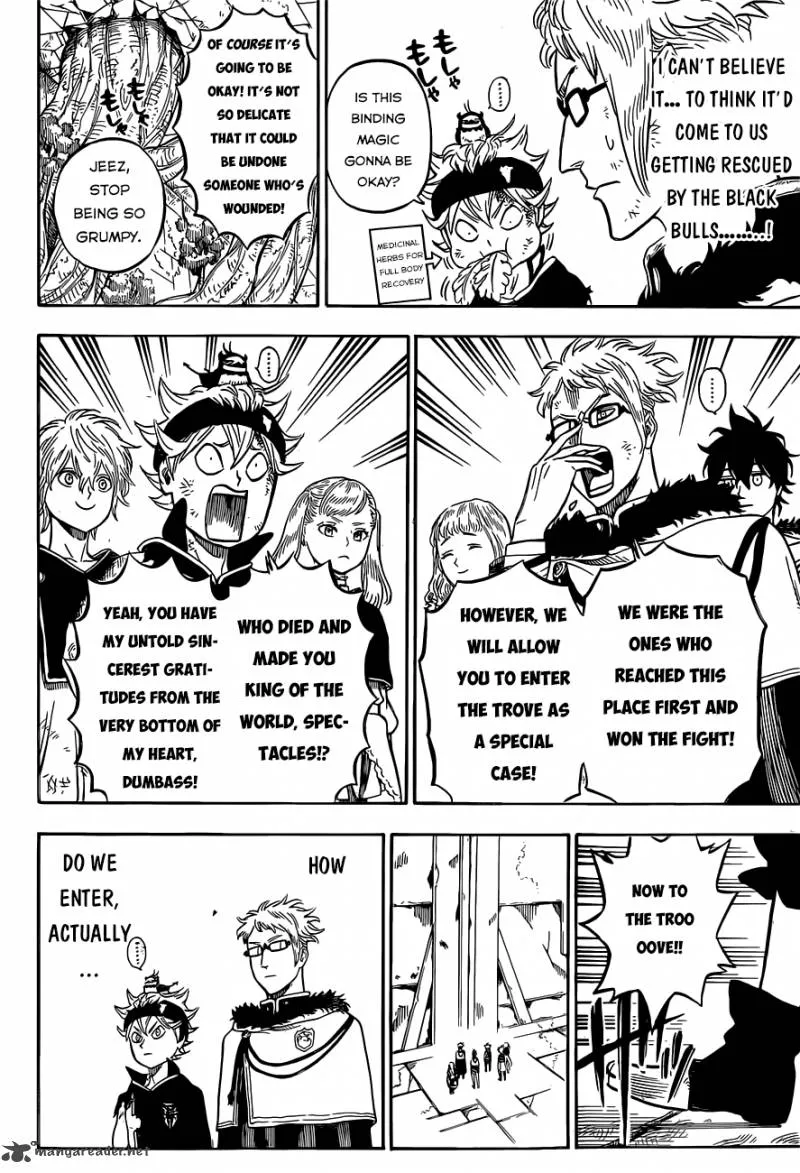 I CAN'T BELIEVE
IT... TO THINK IT'D
COME TO US
GETTING RESCUED
BY THE BLACK
BULLS........!
もしゃ
もしゃ
IS THIS
BINDING
MAGIC
GONNA BE
OKAY?
MEDICINAL
HERBS FOR
FULL BODY
RECOVERY
OF COURSE IT'S
GOING TO BE
OKAY! IT'S NOT
SO DELICATE
THAT IT COULD
BE UNDONE
SOMEONE WHO'S
WOUNDED!
もしゃ
もしゃ
JEEZ,
STOP
BEING SO
GRUMPY.
WE WERE THE
ONES WHO
REACHED THIS
PLACE FIRST AND
WON THE FIGHT!
HOWEVER, WE
WILL ALLOW
YOU TO ENTER
THE TROVE AS
A SPECIAL
CASE!
WHO DIED AND
MADE YOU
KING OF THE
WORLD, SPEC-
TACLES!?
YEAH, YOU HAVE
MY UNTOLD SIN-
CEREST GRATI-
TUDES FROM THE
VERY BOTTOM OF
MY HEART,
DUMBASS!
NOW TO
THE TROO
OOVE!!
HOW
DO WE
ENTER,
ACTUALLY
...
mangareader.net